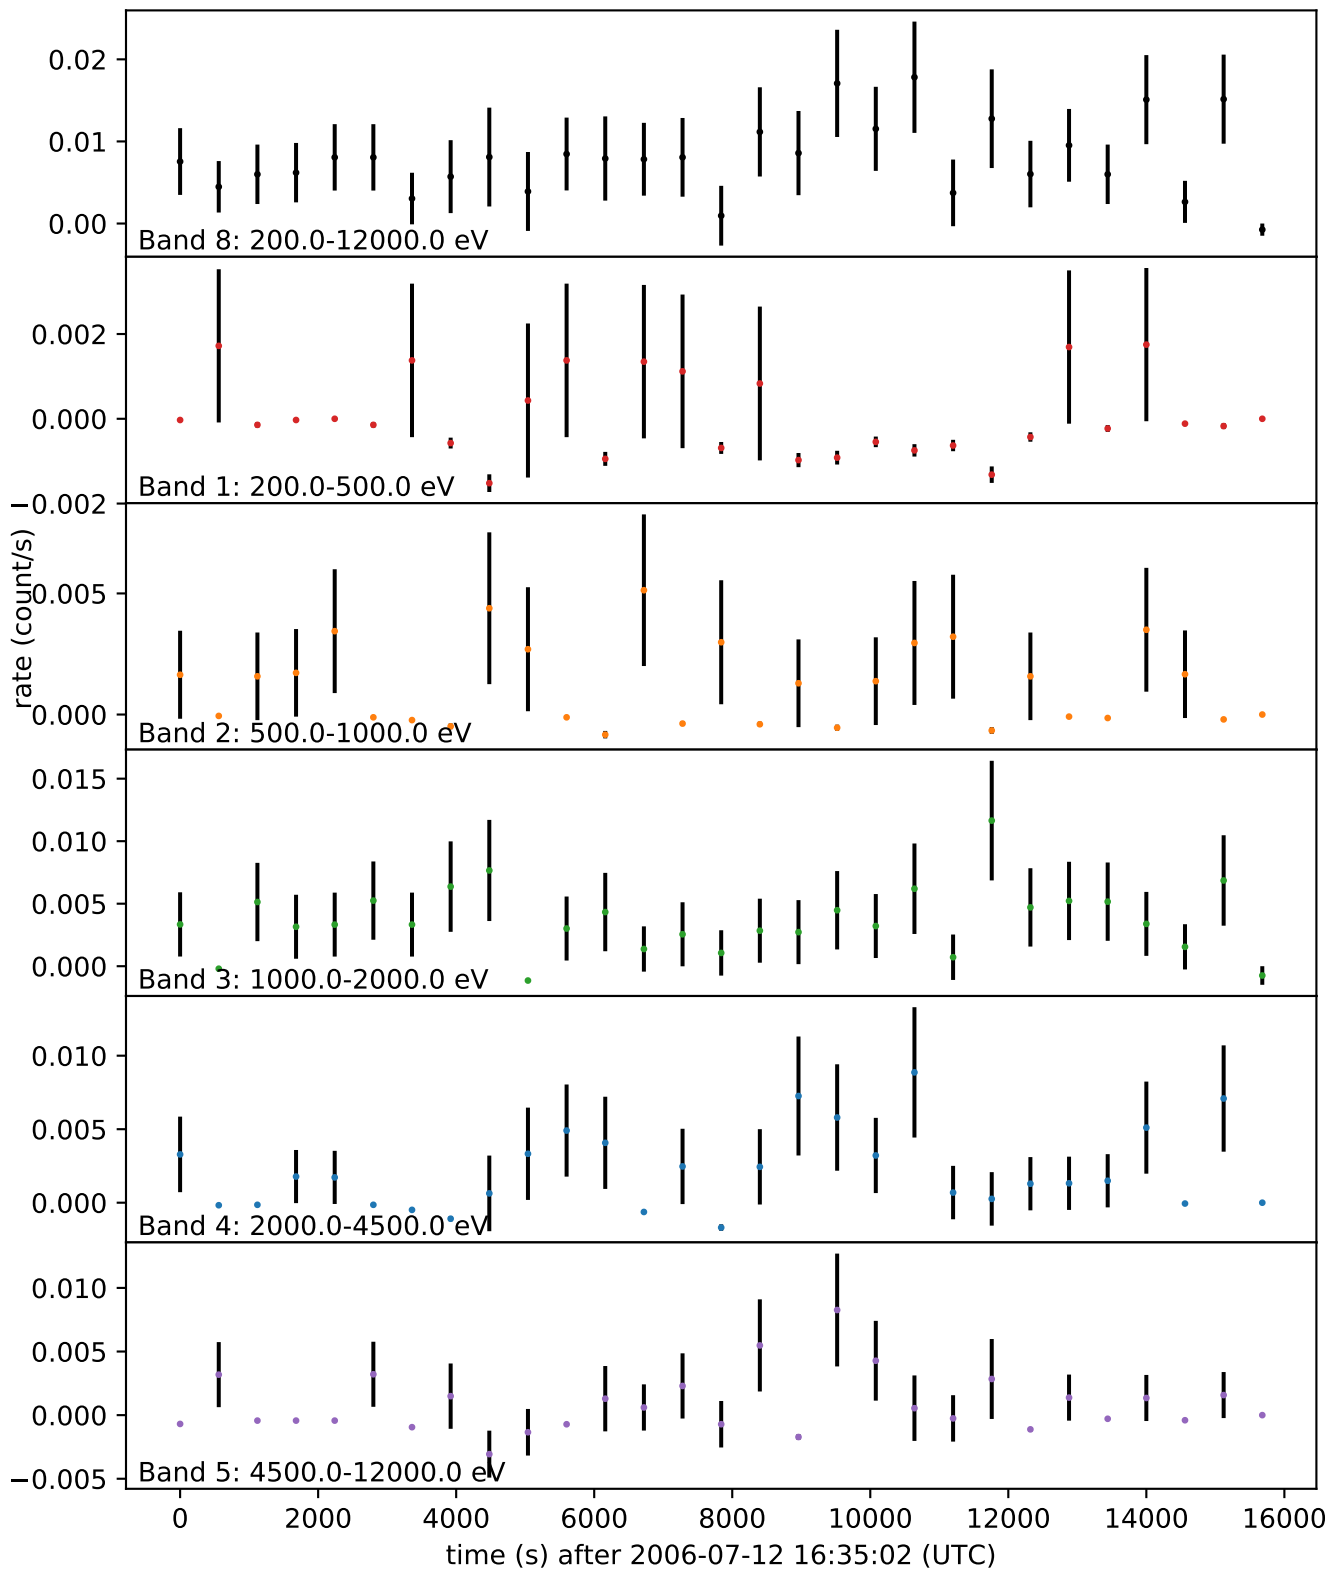 0.02
0.01
0.00
Band 8: 200.0-12000.0 eV
0.002
0.000
−0.002
Band 1: 200.0-500.0 eV
rate (count/s)
0.005
0.000
Band 2: 500.0-1000.0 eV
0.015
0.010
0.005
0.000
Band 3: 1000.0-2000.0 eV
0.010
0.005
0.000
Band 4: 2000.0-4500.0 eV
0.010
0.005
0.000
−0.005
Band 5: 4500.0-12000.0 eV
0 2000 4000 6000 8000 10000 12000 14000 16000
time (s) after 2006-07-12 16:35:02 (UTC)